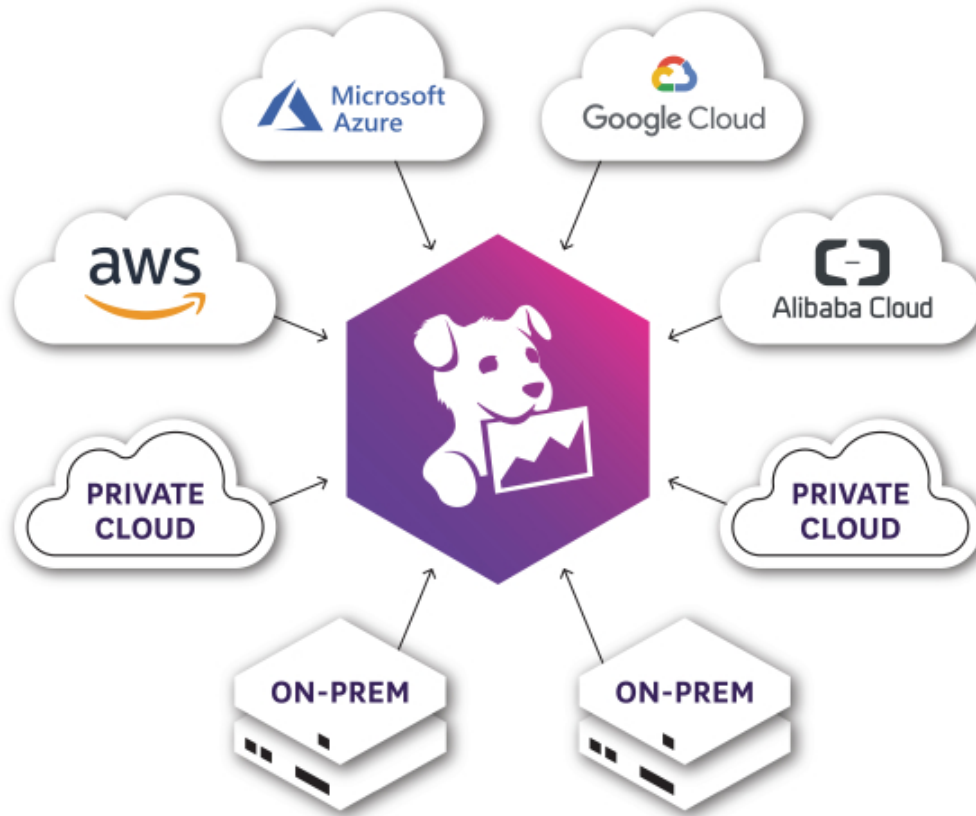 Microsoft
Azure
Google Cloud
aws
Alibaba Cloud
PRIVATE
CLOUD
PRIVATE
CLOUD
ON-PREM
ON-PREM